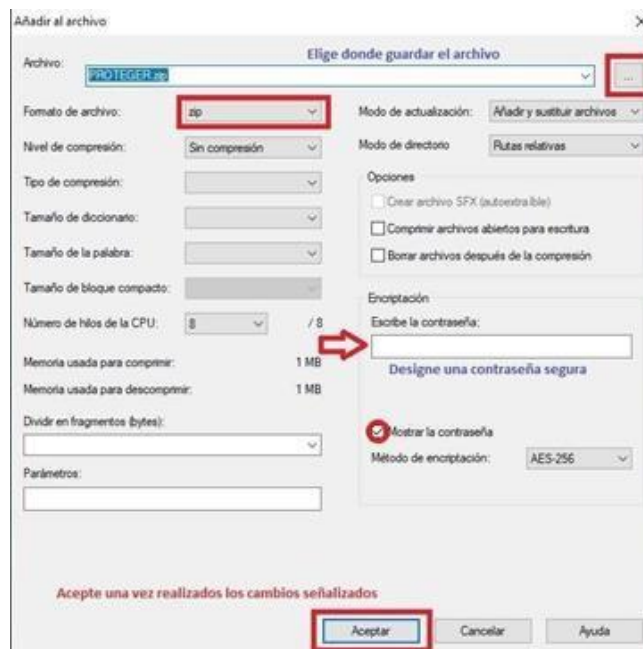 Añadir al archivo
Elige donde guardar el archivo
Archivo:
PROTEGER.zip
...
Formato de archivo: zip
Modo de actualización: Añadir y sustituir archivos
Nivel de compresión: Sin compresión
Modo de directorio Rutas relativas
Tipo de compresión:
Opciones
Crear archivo SFX (autoextraíble)
Tamaño de diccionario:
Comprimir archivos abiertos para escritura
Tamaño de la palabra:
Borrar archivos después de la compresión
Tamaño de bloque compacto:
Encriptación
Número de hilos de la CPU: 8 / 8
Escribe la contraseña:
Memoria usada para comprimir: 1 MB
Designe una contraseña segura
Memoria usada para descomprimir: 1 MB
Dividir en fragmentos (bytes):
Mostrar la contraseña
Método de encriptación: AES-256
Parámetros:
Acepte una vez realizados los cambios señalizados
Aceptar Cancelar Ayuda